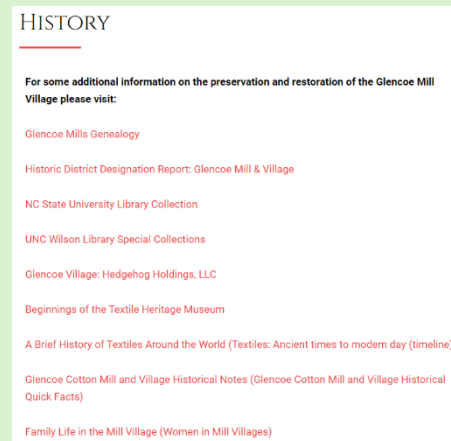 HISTORY
For some additional information on the preservation and restoration of the Glencoe Mill
Village please visit:
Glencoe Mills Genealogy
Historic District Designation Report: Glencoe Mill & Village
NC State University Library Collection
UNC Wilson Library Special Collections
Glencoe Village: Hedgehog Holdings, LLC
Beginnings of the Textile Heritage Museum
A Brief History of Textiles Around the World (Textiles: Ancient times to modern day (timeline)
Glencoe Cotton Mill and Village Historical Notes (Glencoe Cotton Mill and Village Historical
Quick Facts)
Family Life in the Mill Village (Women in Mill Villages)